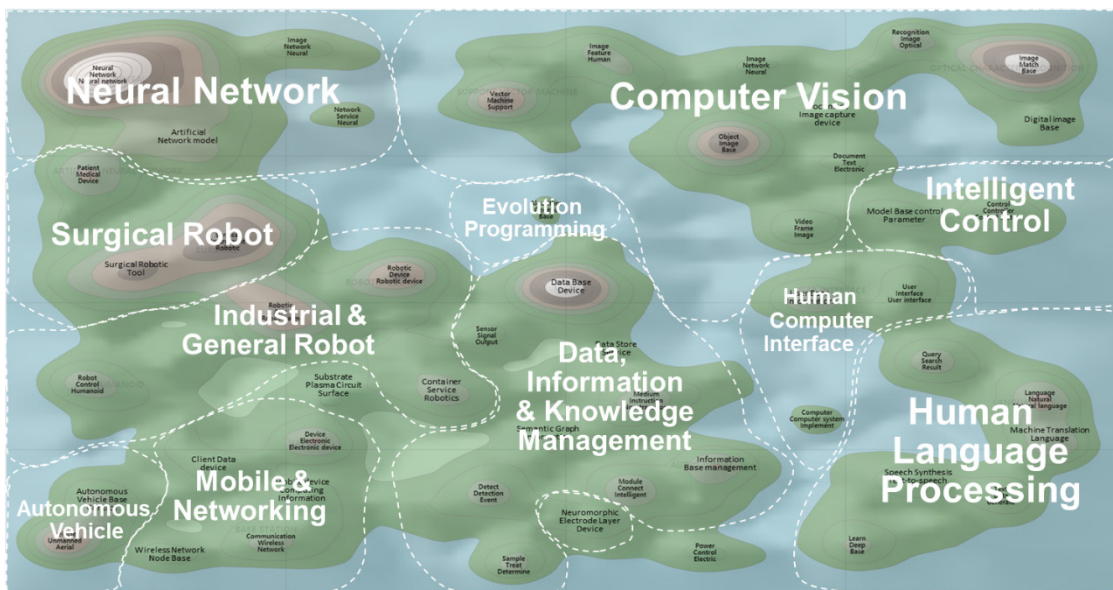 Image
Network
Neural
Neural
Network
Neural network
Neural Network
Network
Service
Neural
Artificial
Network model
Patient
Medical
Device
Image
Feature
Human
Vector
Machine
Support
Image
Network
Neural
Recognition
Image
Optical
Image
Match
Base
Computer Vision
Image capture
device
Digital image
Base
Object
Image
Base
Document
Text
Electronic
Surgical Robot
Robotic
Surgical Robotic
Tool
Evolution
Programming
Base
Video
Frame
Image
Intelligent
Control
Model Base control
Parameter
Control
Controller
Robotic
Device
Robotic device
Robotic
Industrial &
General Robot
Data Base
Device
Sensor
Signal
Output
Data Store
Human
Computer
Interface
User
Interface
User interface
Robot
Control
Humanoid
Substrate
Plasma Circuit
Surface
Container
Service
Robotics
Data,
Information
& Knowledge
Management
Medium
Instruction
Semantic Graph
Query
Search
Result
Language
Natural
Machine Translation
Language
Human
Language
Processing
Computer
Computer system
Implement
Device
Electronic
Electronic device
Client Data
device
Mobile &
Networking
Computing
Information
Communication
Wireless
Network
Wireless Network
Node Base
Autonomous
Vehicle Base
Autonomous
Vehicle
Unmanned
Aerial
Detect
Detection
Event
Module
Connect
Intelligent
Information
Base management
Neuromorphic
Electrode Layer
Device
Sample
Treat
Determine
Power
Control
Electric
Speech Synthesis
Learn
Deep
Base